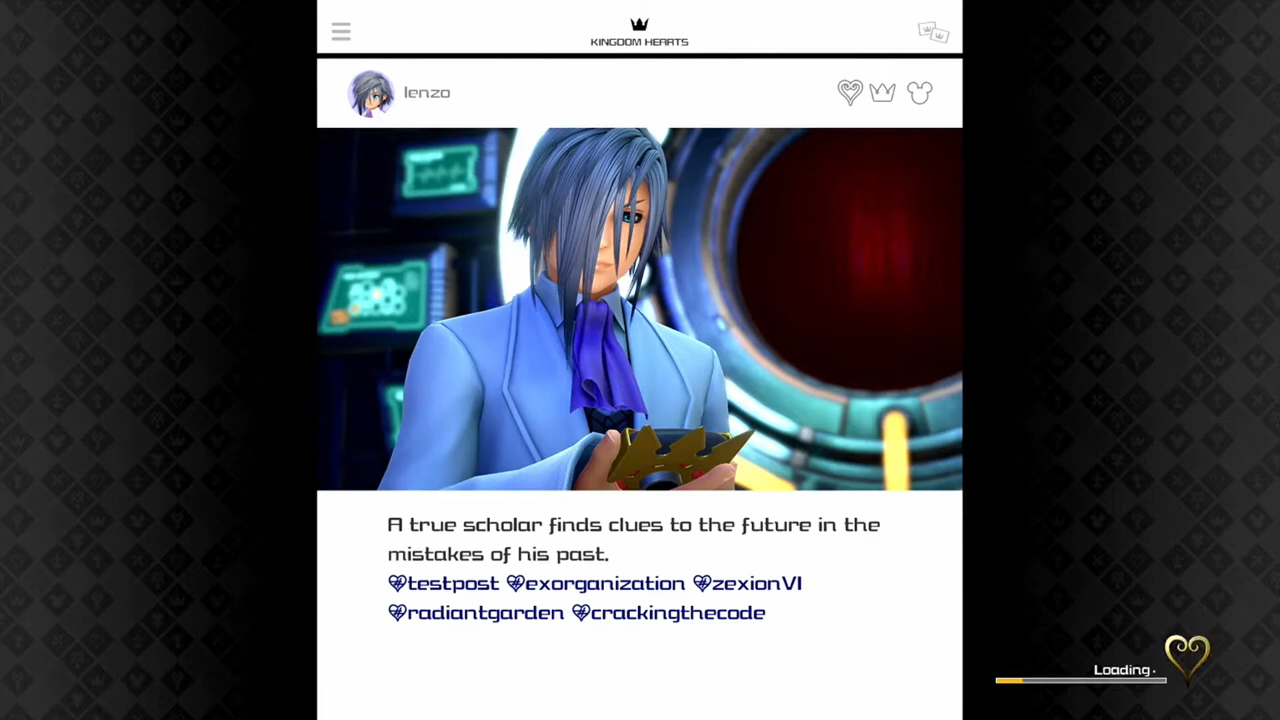 KINGDOM HEARTS
Ienzo
A true scholar finds clues to the future in the
mistakes of his past.
#testpost #exorganization #zexionVI
#radiantgarden #crackingthecode
Loading.